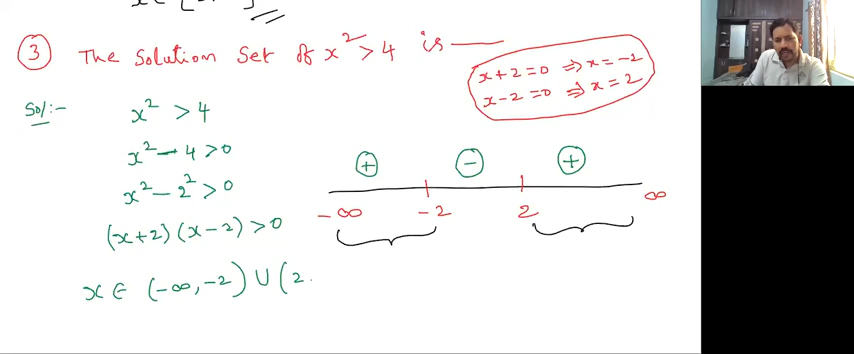 ③ The Solution Set of x² > 4 is ——
x + 2 = 0 ⇒ x = -2
x - 2 = 0 ⇒ x = 2
Sol:-
x² > 4
x² - 4 > 0
x² - 2² > 0
(x+2) (x-2) > 0
+ - +
-∞ -2 2 ∞
x ∈ (-∞, -2) ∪ (2